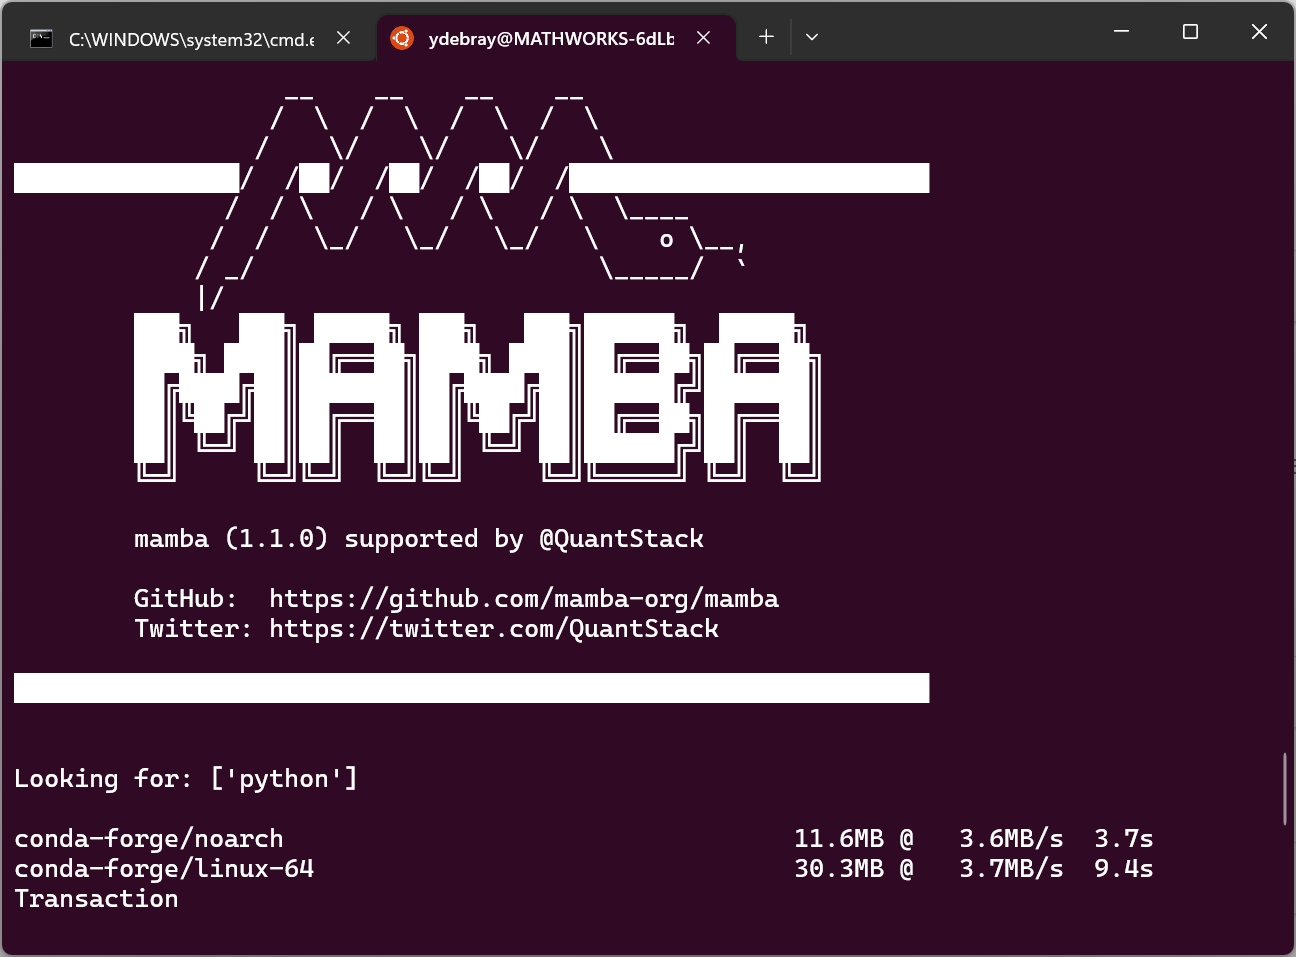 C:\WINDOWS\system32\cmd.e
ydebray@MATHWORKS-6dLb
MAMBA
mamba (1.1.0) supported by @QuantStack
GitHub:  https://github.com/mamba-org/mamba
Twitter: https://twitter.com/QuantStack
Looking for: ['python']
conda-forge/noarch 11.6MB @ 3.6MB/s 3.7s
conda-forge/linux-64 30.3MB @ 3.7MB/s 9.4s
Transaction